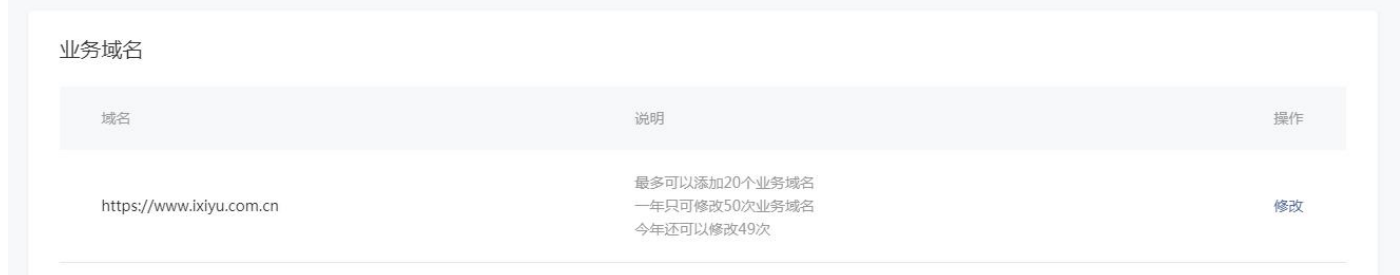 业务域名
域名 说明 操作
最多可以添加20个业务域名
https://www.ixiyu.com.cn 一年只可修改50次业务域名 修改
今年还可以修改49次